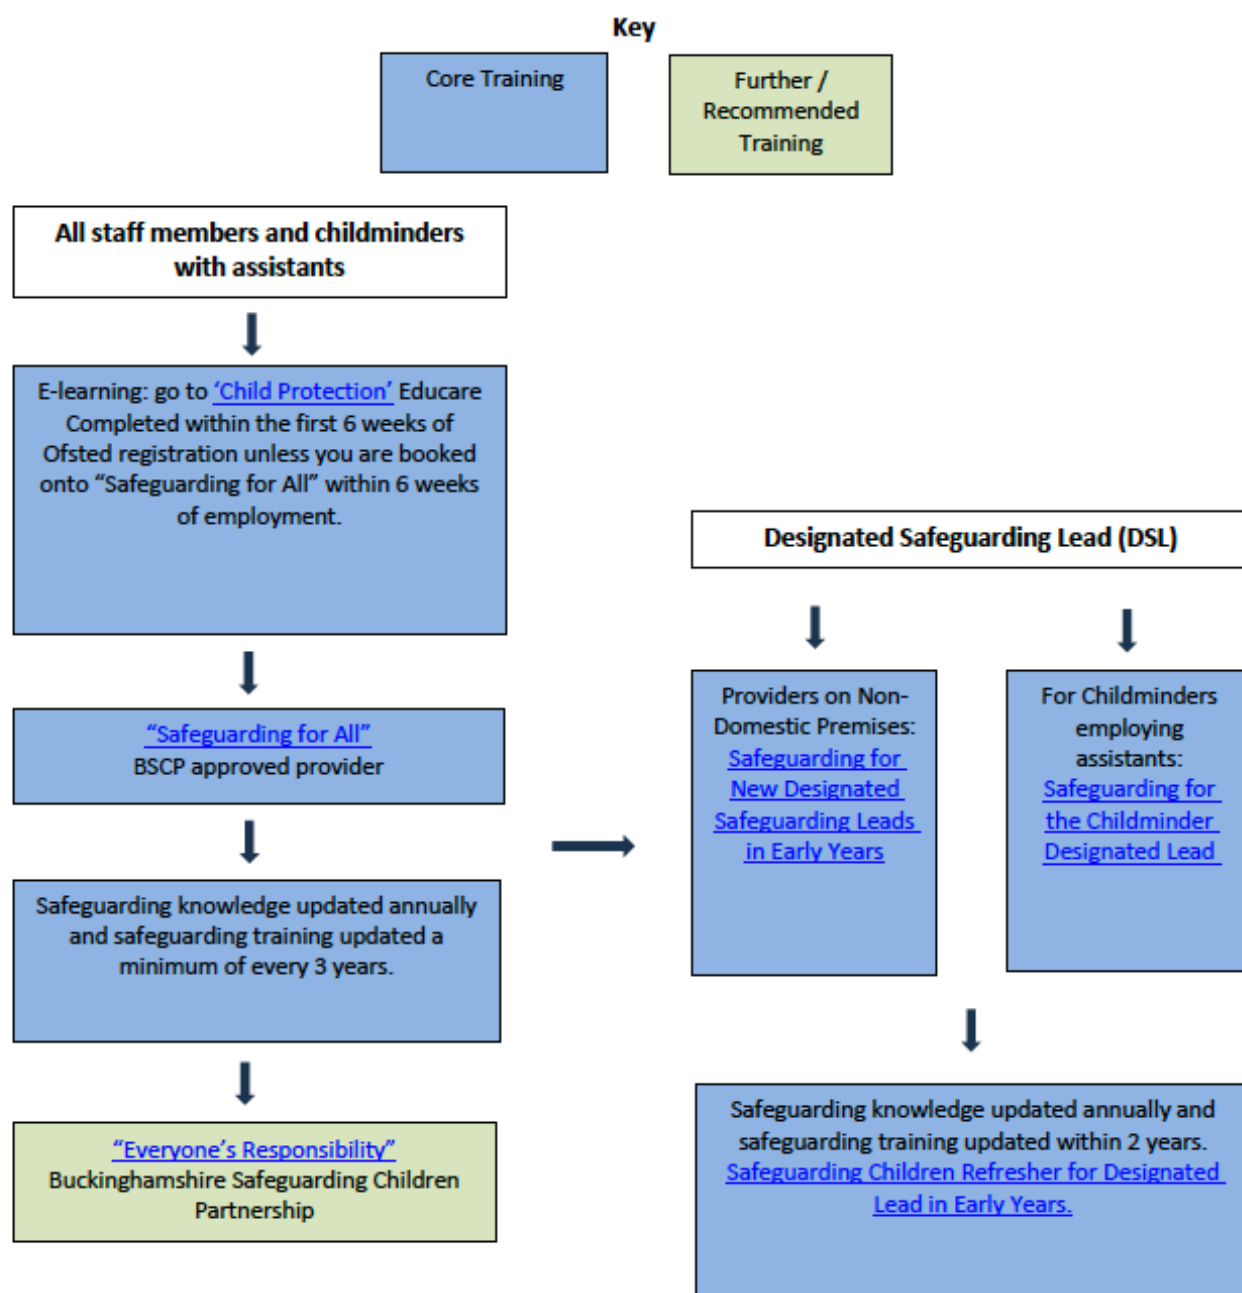 Key
Core Training
Further /
Recommended
Training
All staff members and childminders
with assistants
E-learning: go to ‘Child Protection’ Educare
Completed within the first 6 weeks of
Ofsted registration unless you are booked
onto “Safeguarding for All” within 6 weeks
of employment.
“Safeguarding for All”
BSCP approved provider
Safeguarding knowledge updated annually
and safeguarding training updated a
minimum of every 3 years.
“Everyone’s Responsibility”
Buckinghamshire Safeguarding Children
Partnership
Designated Safeguarding Lead (DSL)
Providers on Non-
Domestic Premises:
Safeguarding for
New Designated
Safeguarding Leads
in Early Years
For Childminders
employing
assistants:
Safeguarding for
the Childminder
Designated Lead
Safeguarding knowledge updated annually and
safeguarding training updated within 2 years.
Safeguarding Children Refresher for Designated
Lead in Early Years.